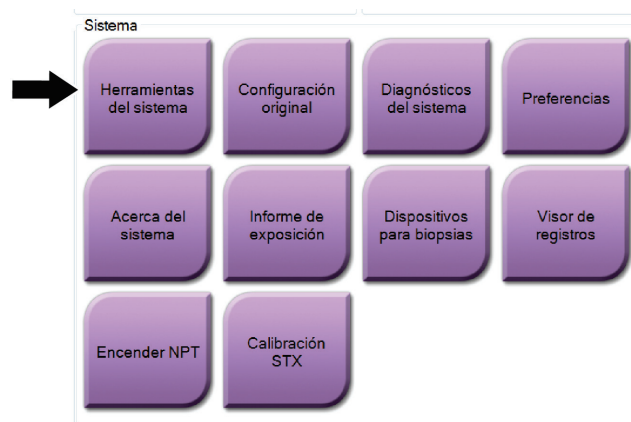 Sistema
Herramientas
del sistema
Configuración
original
Diagnósticos
del sistema
Preferencias
Acerca del
sistema
Informe de
exposición
Dispositivos
para biopsias
Visor de
registros
Encender NPT
Calibración
STX